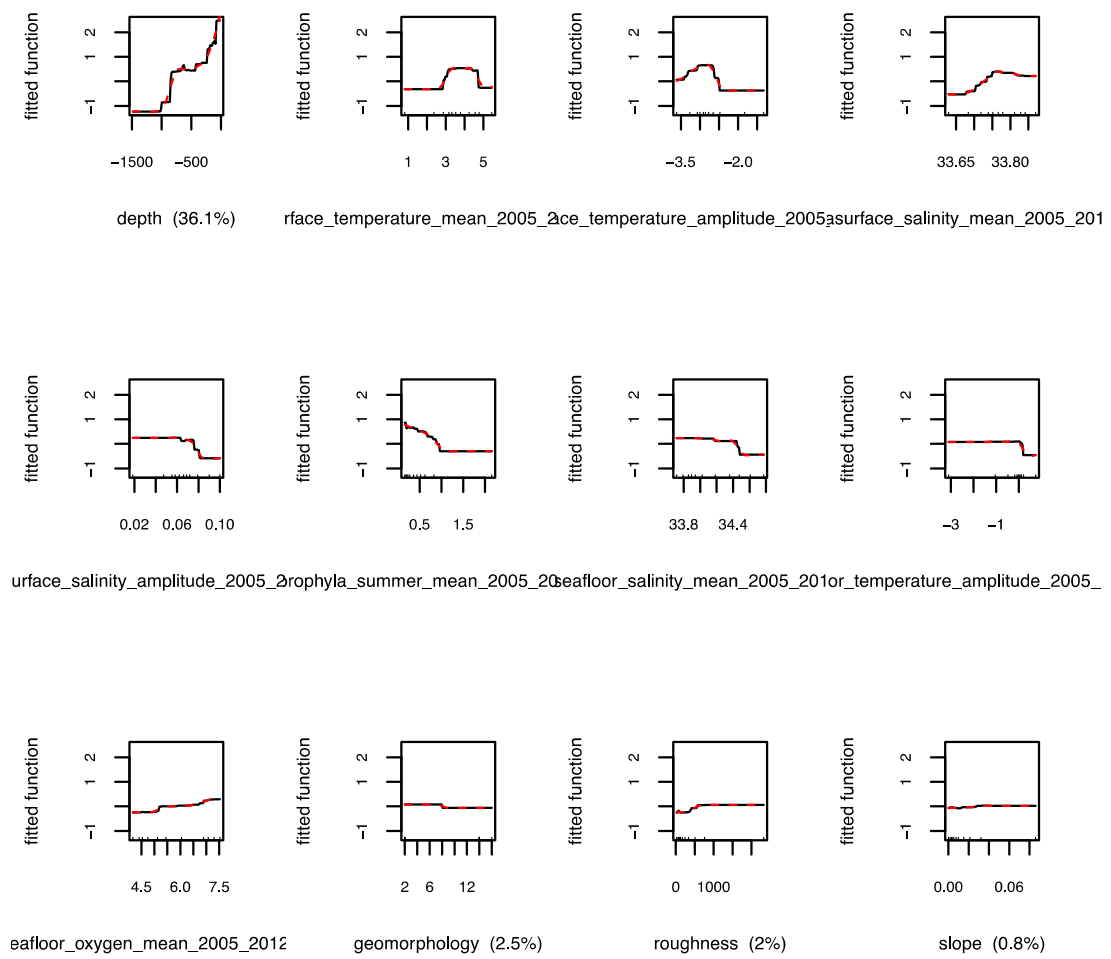 fitted function
2
1
−1
−1500 −500
depth (36.1%)
fitted function
2
1
−1
1 3 5
rface_temperature_mean_2005_2
fitted function
2
1
−1
−3.5 −2.0
ace_temperature_amplitude_2005_
fitted function
2
1
−1
33.65 33.80
asurface_salinity_mean_2005_201
fitted function
2
1
−1
0.02 0.06 0.10
urface_salinity_amplitude_2005_2
fitted function
2
1
−1
0.5 1.5
orophyla_summer_mean_2005_20
fitted function
2
1
−1
33.8 34.4
seafloor_salinity_mean_2005_201
fitted function
2
1
−1
−3 −1
or_temperature_amplitude_2005_
fitted function
2
1
−1
4.5 6.0 7.5
eafloor_oxygen_mean_2005_2012
fitted function
2
1
−1
2 6 12
geomorphology (2.5%)
fitted function
2
1
−1
0 1000
roughness (2%)
fitted function
2
1
−1
0.00 0.06
slope (0.8%)